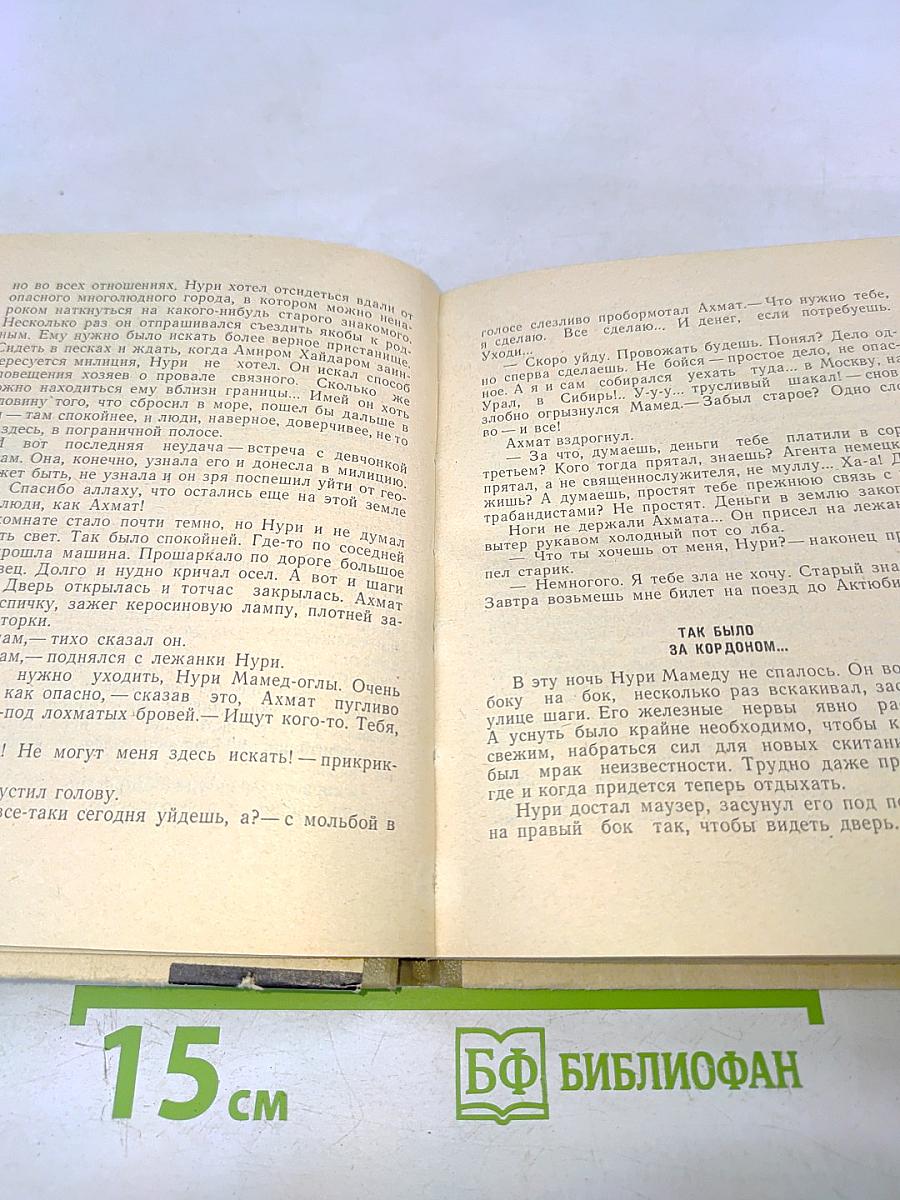 но во всех отношениях. Нури хотел отсидеться вдали от
опасного многолюдного города, в котором можно нена-
роком наткнуться на какого-нибудь старого знакомого.
Несколько раз он отпрашивался съездить якобы к род-
ным. Ему нужно было искать более верное пристанище.
Сидеть в песках и ждать, когда Амиром Хайдаром заин-
ересуется милиция, Нури не хотел. Он искал способ
повещения хозяев о провале связного. Сколько же
ожно находиться ему вблизи границы... Имей он хоть
ловину того, что сбросил в море, пошел бы дальше в
и — там спокойнее, и люди, наверное, доверчивее, не то
здесь, в пограничной полосе.
И вот последняя неудача — встреча с девчонкой
ам. Она, конечно, узнала его и донесла в милицию.
жет быть, не узнала и он зря поспешил уйти от гео-
Спасибо аллаху, что остались еще на этой земле
люди, как Ахмат!
омнате стало почти темно, но Нури и не думал
ть свет. Так было спокойней. Где-то по соседней
рошла машина. Прошаркало по дороге большое
вец. Долго и нудно кричал осел. А вот и шаги
Дверь открылась и тотчас закрылась. Ахмат
спичку, зажег керосиновую лампу, плотней за-
торки.
лам,— тихо сказал он.
ам,— поднялся с лежанки Нури.
нужно уходить, Нури Мамед-оглы. Очень
как опасно, — сказав это, Ахмат пугливо
-под лохматых бровей.— Ищут кого-то. Тебя,
! Не могут меня здесь искать! — прикрик-
устил голову.
все-таки сегодня уйдешь, а?— с мольбой в
голосе слезливо пробормотал Ахмат.— Что нужно тебе,
я сделаю. Все сделаю... И денег, если потребуешь.
Уходи...
— Скоро уйду. Провожать будешь. Понял? Дело од-
но сперва сделаешь. Не бойся — простое дело, не опас-
ное. А я и сам собирался уехать туда... в Москву, на
Урал, в Сибирь!.. У-у-у... трусливый шакал! — снов
злобно огрызнулся Мамед.— Забыл старое? Одно сло
во — и все!
Ахмат вздрогнул.
— За что, думаешь, деньги тебе платили в сор
третьем? Кого тогда прятал, знаешь? Агента немецк
прятал, а не священнослужителя, не муллу... Ха-а! Д
жишь? А думаешь, простят тебе прежнюю связь с
трабандистами? Не простят. Деньги в землю закоп
Ноги не держали Ахмата... Он присел на лежан
вытер рукавом холодный пот со лба.
— Что ты хочешь от меня, Нури?— наконец пр
пел старик.
— Немногого. Я тебе зла не хочу. Старый зна
Завтра возьмешь мне билет на поезд до Актюби
ТАК БЫЛО
ЗА КОРДОНОМ...
В эту ночь Нури Мамеду не спалось. Он во
боку на бок, несколько раз вскакивал, зас
улице шаги. Его железные нервы явно ра
А уснуть было крайне необходимо, чтобы к
свежим, набраться сил для новых скитани
был мрак неизвестности. Трудно даже пр
где и когда придется теперь отдыхать.
Нури достал маузер, засунул его под по
на правый бок так, чтобы видеть дверь.
15 см
БФ БИБЛИОФАН